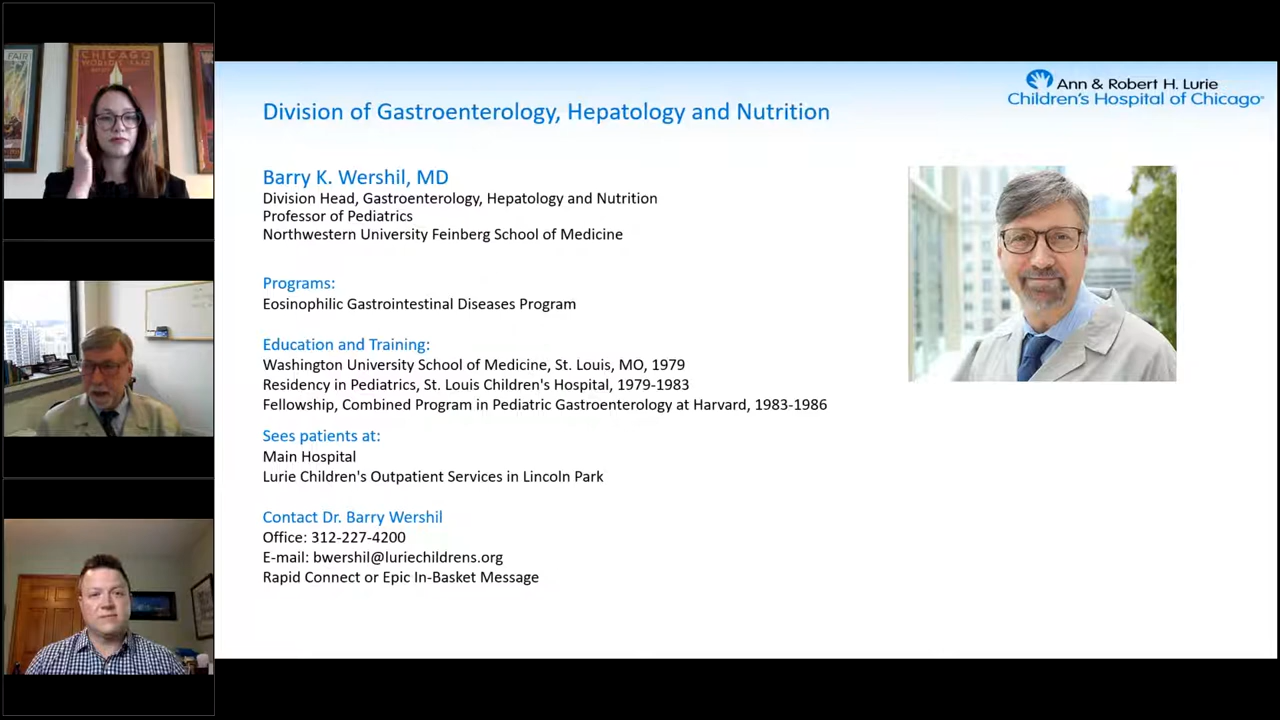 FAIR
CHICAGO
WORLD'S FAIR
Ann & Robert H. Lurie
Children's Hospital of Chicago®
Division of Gastroenterology, Hepatology and Nutrition
Barry K. Wershil, MD
Division Head, Gastroenterology, Hepatology and Nutrition
Professor of Pediatrics
Northwestern University Feinberg School of Medicine
Programs:
Eosinophilic Gastrointestinal Diseases Program
Education and Training:
Washington University School of Medicine, St. Louis, MO, 1979
Residency in Pediatrics, St. Louis Children's Hospital, 1979-1983
Fellowship, Combined Program in Pediatric Gastroenterology at Harvard, 1983-1986
Sees patients at:
Main Hospital
Lurie Children's Outpatient Services in Lincoln Park
Contact Dr. Barry Wershil
Office: 312-227-4200
E-mail: bwershil@luriechildrens.org
Rapid Connect or Epic In-Basket Message